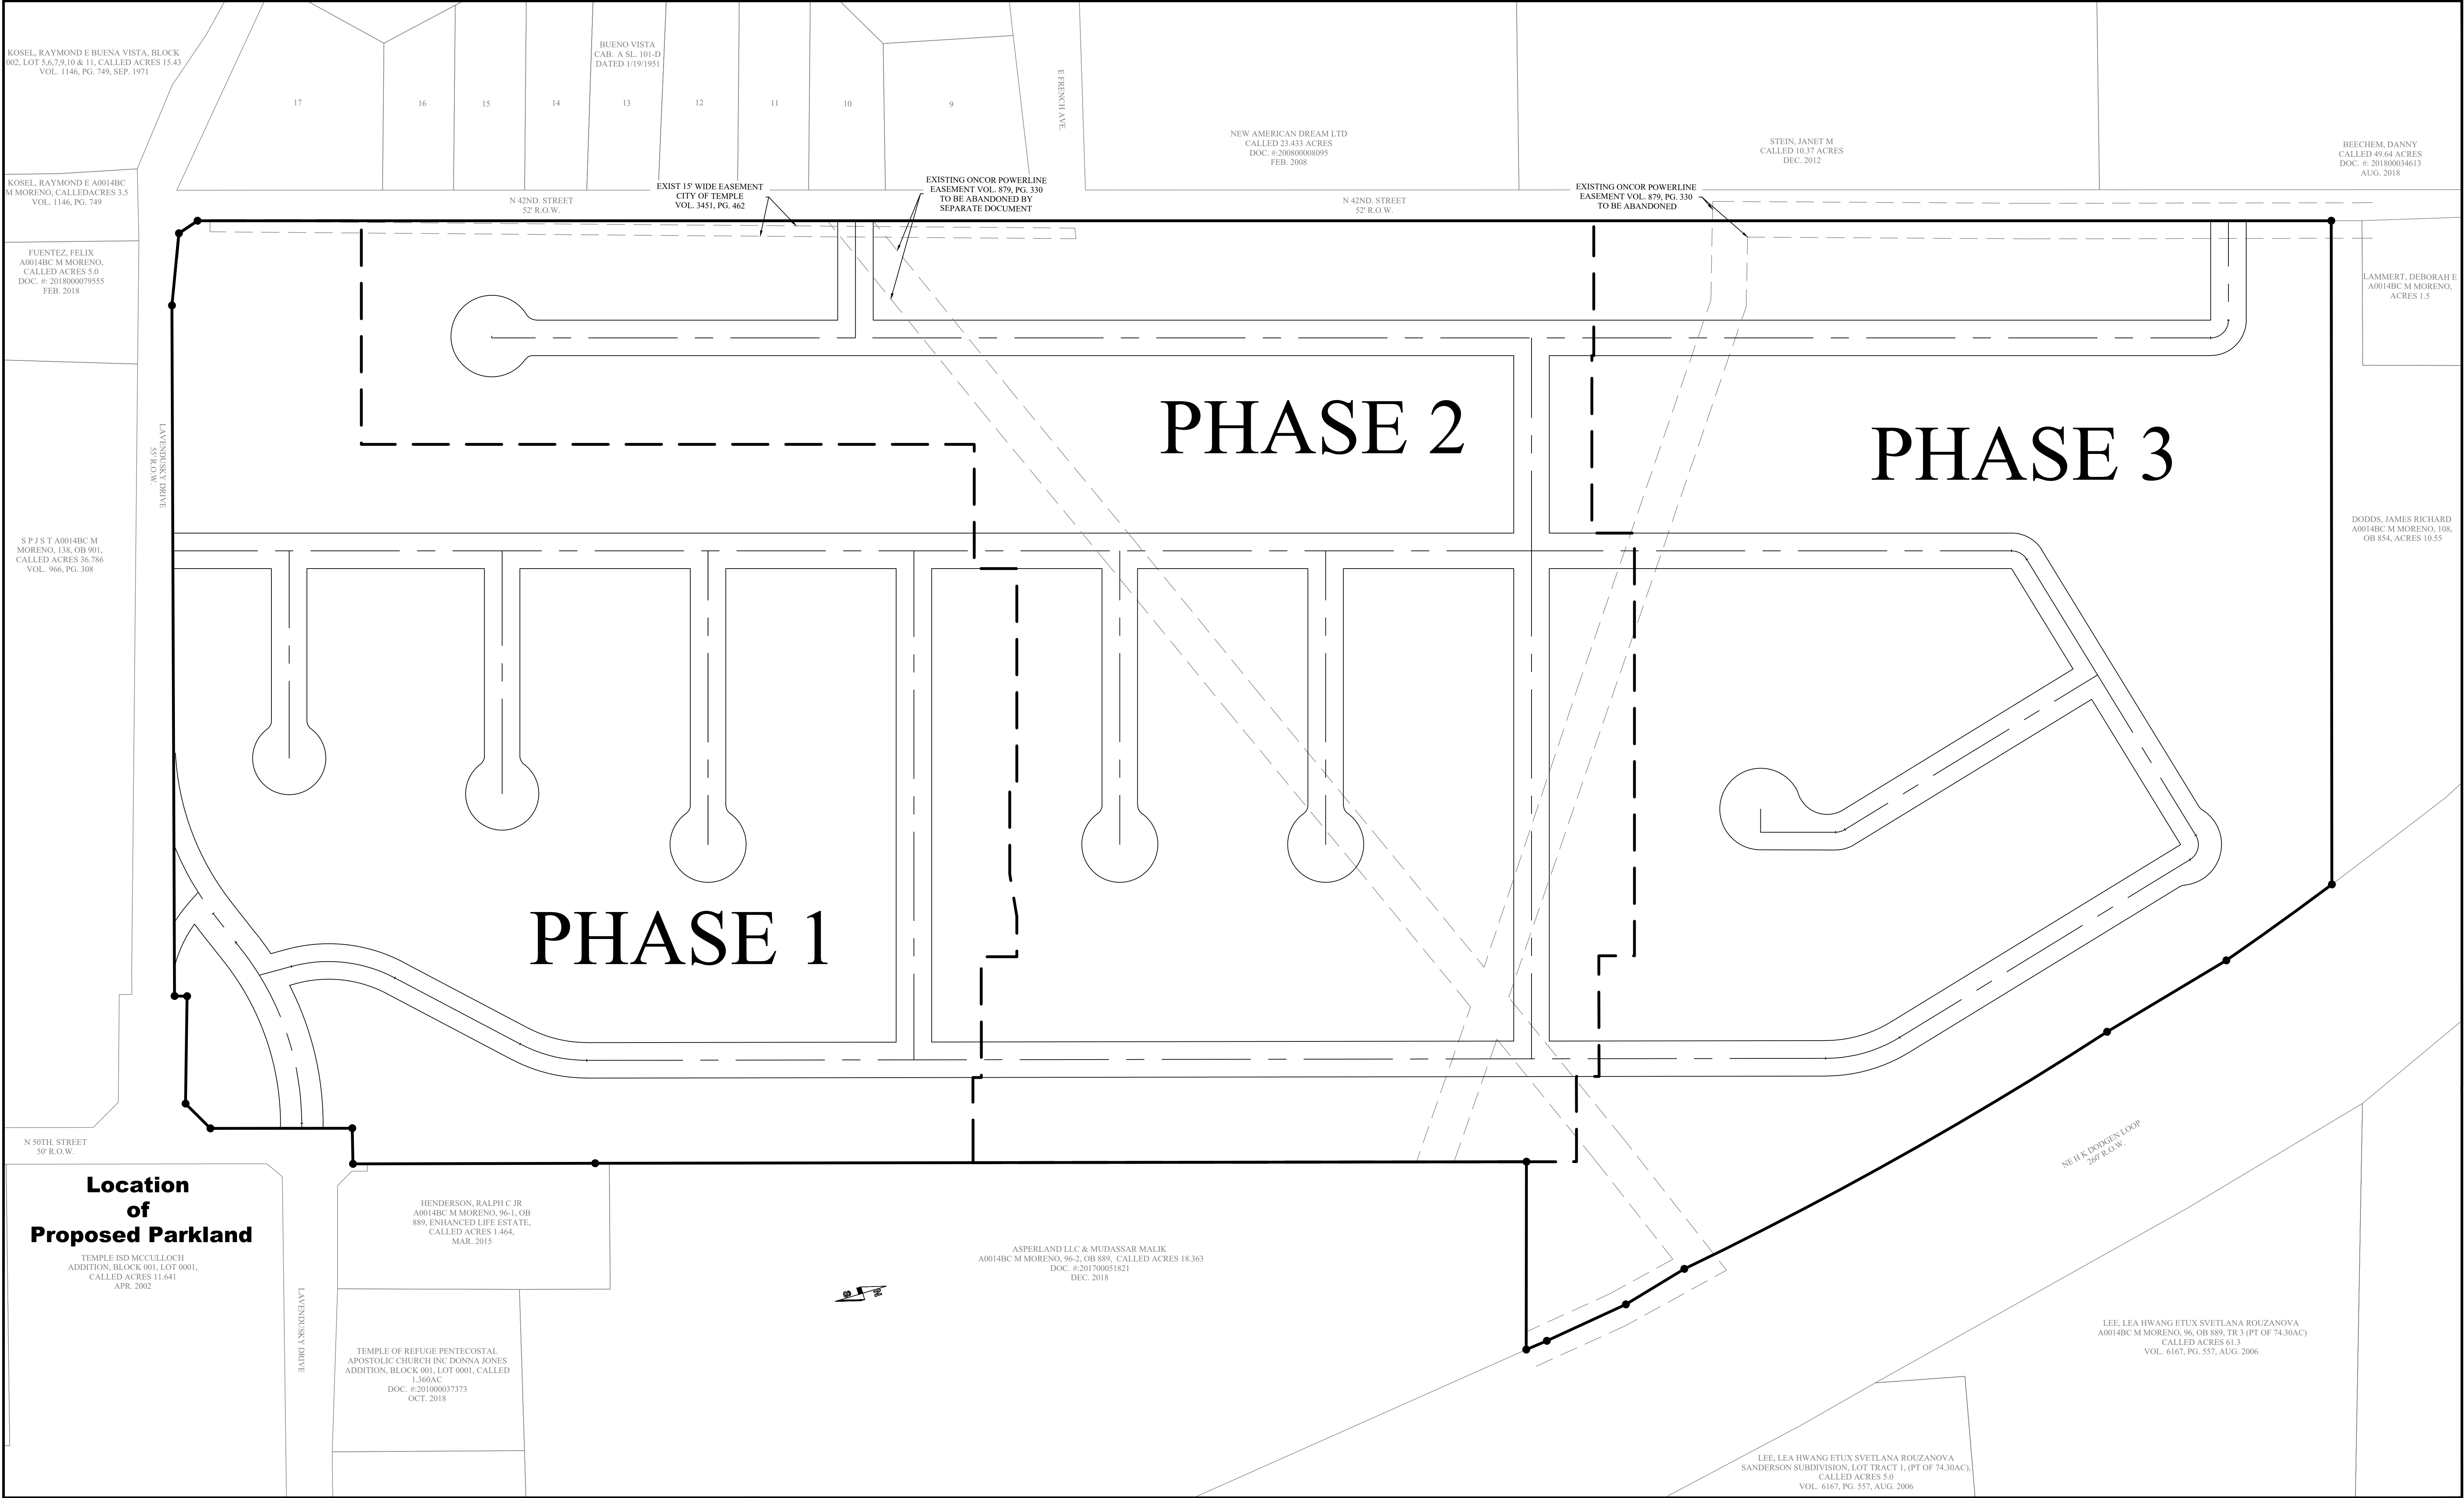 KOSEL, RAYMOND E BUENA VISTA, BLOCK
002, LOT 5,6,7,9,10 & 11, CALLED ACRES 15.43
VOL. 1146, PG. 749, SEP. 1971
BUENO VISTA
CAB. A SL. 101-D
DATED 1/19/1951
17
16
15
14
13
12
11
10
9
E FRENCH AVE.
NEW AMERICAN DREAM LTD
CALLED 23.433 ACRES
DOC. #:200800008095
FEB. 2008
STEIN, JANET M
CALLED 10.37 ACRES
DEC. 2012
BEECHEM, DANNY
CALLED 49.64 ACRES
DOC. #: 201800034613
AUG. 2018
KOSEL, RAYMOND E A0014BC
M MORENO, CALLEDACRES 3.5
VOL. 1146, PG. 749
EXIST 15' WIDE EASEMENT
CITY OF TEMPLE
VOL. 3451, PG. 462
EXISTING ONCOR POWERLINE
EASEMENT VOL. 879, PG. 330
TO BE ABANDONED BY
SEPARATE DOCUMENT
EXISTING ONCOR POWERLINE
EASEMENT VOL. 879, PG. 330
TO BE ABANDONED
N 42ND. STREET
52' R.O.W.
N 42ND. STREET
52' R.O.W.
FUENTEZ, FELIX
A0014BC M MORENO,
CALLED ACRES 5.0
DOC. #: 2018000079555
FEB. 2018
LAMMERT, DEBORAH E
A0014BC M MORENO,
ACRES 1.5
PHASE 2
PHASE 3
LAVENDUSKY DRIVE
55' R.O.W.
S P J S T A0014BC M
MORENO, 138, OB 901,
CALLED ACRES 36.786
VOL. 966, PG. 308
DODDS, JAMES RICHARD
A0014BC M MORENO, 108,
OB 854, ACRES 10.55
PHASE 1
N 50TH. STREET
50' R.O.W.
NE H K DODGEN LOOP
260' R.O.W.
Location
of
Proposed Parkland
TEMPLE ISD MCCULLOCH
ADDITION, BLOCK 001, LOT 0001,
CALLED ACRES 11.641
APR. 2002
HENDERSON, RALPH C JR
A0014BC M MORENO, 96-1, OB
889, ENHANCED LIFE ESTATE,
CALLED ACRES 1.464,
MAR. 2015
ASPERLAND LLC & MUDASSAR MALIK
A0014BC M MORENO, 96-2, OB 889, CALLED ACRES 18.363
DOC. #:201700051821
DEC. 2018
S
N
LAVENDUSKY DRIVE
TEMPLE OF REFUGE PENTECOSTAL
APOSTOLIC CHURCH INC DONNA JONES
ADDITION, BLOCK 001, LOT 0001, CALLED
1.360AC
DOC. #:201000037373
OCT. 2018
LEE, LEA HWANG ETUX SVETLANA ROUZANOVA
A0014BC M MORENO, 96, OB 889, TR 3 (PT OF 74.30AC)
CALLED ACRES 61.3
VOL. 6167, PG. 557, AUG. 2006
LEE, LEA HWANG ETUX SVETLANA ROUZANOVA
SANDERSON SUBDIVISION, LOT TRACT 1, (PT OF 74.30AC),
CALLED ACRES 5.0
VOL. 6167, PG. 557, AUG. 2006